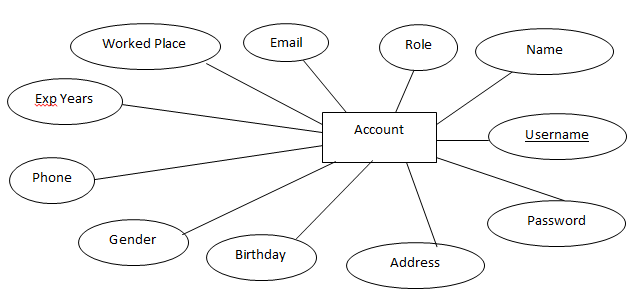 Worked Place
Email
Role
Name
Exp Years
Account
Username
Phone
Password
Gender
Birthday
Address